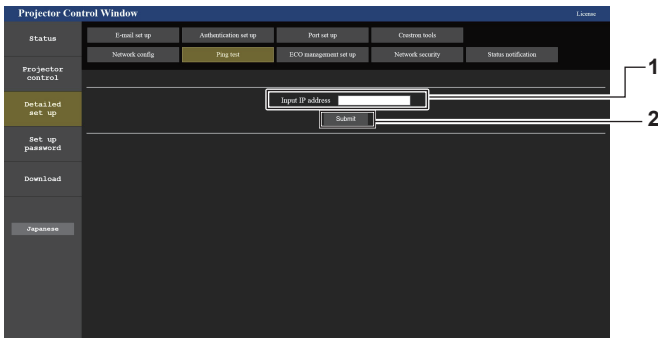 Projector Control Window License
Status
E-mail set up Authentication set up Port set up Crestron tools
Network config Ping test ECO management set up Network security Status notification
Projector
control
Detailed
set up
Set up
password
Download
Japanese
Input IP address
Submit
1
2